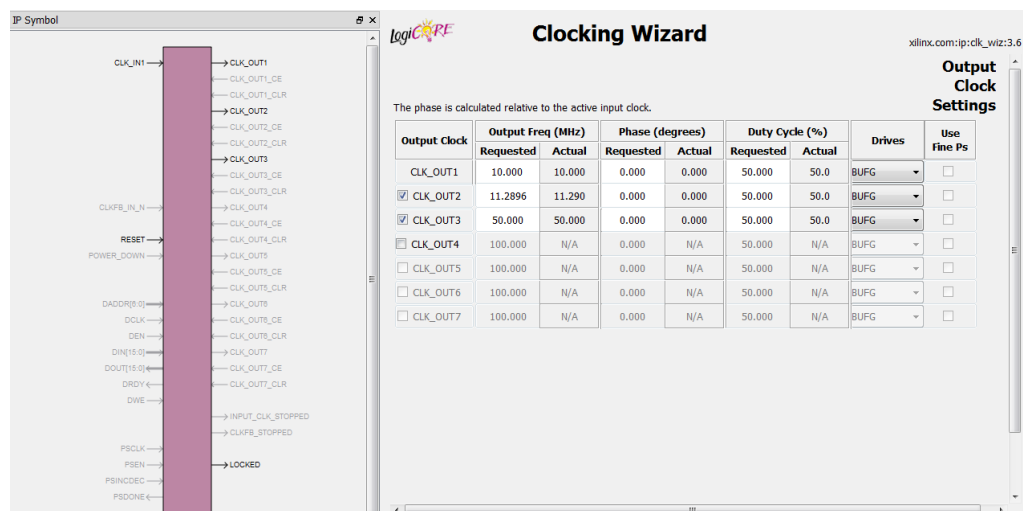 IP Symbol
CLK_IN1
CLKFB_IN_N
RESET
POWER_DOWN
DADDR[6:0]
DCLK
DEN
DIN[15:0]
DOUT[15:0]
DRDY
DWE
PSCLK
PSEN
PSINCDEC
PSDONE
CLK_OUT1
CLK_OUT1_CE
CLK_OUT1_CLR
CLK_OUT2
CLK_OUT2_CE
CLK_OUT2_CLR
CLK_OUT3
CLK_OUT3_CE
CLK_OUT3_CLR
CLK_OUT4
CLK_OUT4_CE
CLK_OUT4_CLR
CLK_OUT5
CLK_OUT5_CE
CLK_OUT5_CLR
CLK_OUT6
CLK_OUT6_CE
CLK_OUT6_CLR
CLK_OUT7
CLK_OUT7_CE
CLK_OUT7_CLR
INPUT_CLK_STOPPED
CLKFB_STOPPED
LOCKED
LogiCORE
Clocking Wizard
xilinx.com:ip:clk_wiz:3.6
Output
Clock
Settings
The phase is calculated relative to the active input clock.
Output Clock Output Freq (MHz) Phase (degrees) Duty Cycle (%) Drives Use Fine Ps
Requested Actual Requested Actual Requested Actual
CLK_OUT1 10.000 10.000 0.000 0.000 50.000 50.0 BUFG
CLK_OUT2 11.2896 11.290 0.000 0.000 50.000 50.0 BUFG
CLK_OUT3 50.000 50.000 0.000 0.000 50.000 50.0 BUFG
CLK_OUT4 100.000 N/A 0.000 N/A 50.000 N/A BUFG
CLK_OUT5 100.000 N/A 0.000 N/A 50.000 N/A BUFG
CLK_OUT6 100.000 N/A 0.000 N/A 50.000 N/A BUFG
CLK_OUT7 100.000 N/A 0.000 N/A 50.000 N/A BUFG